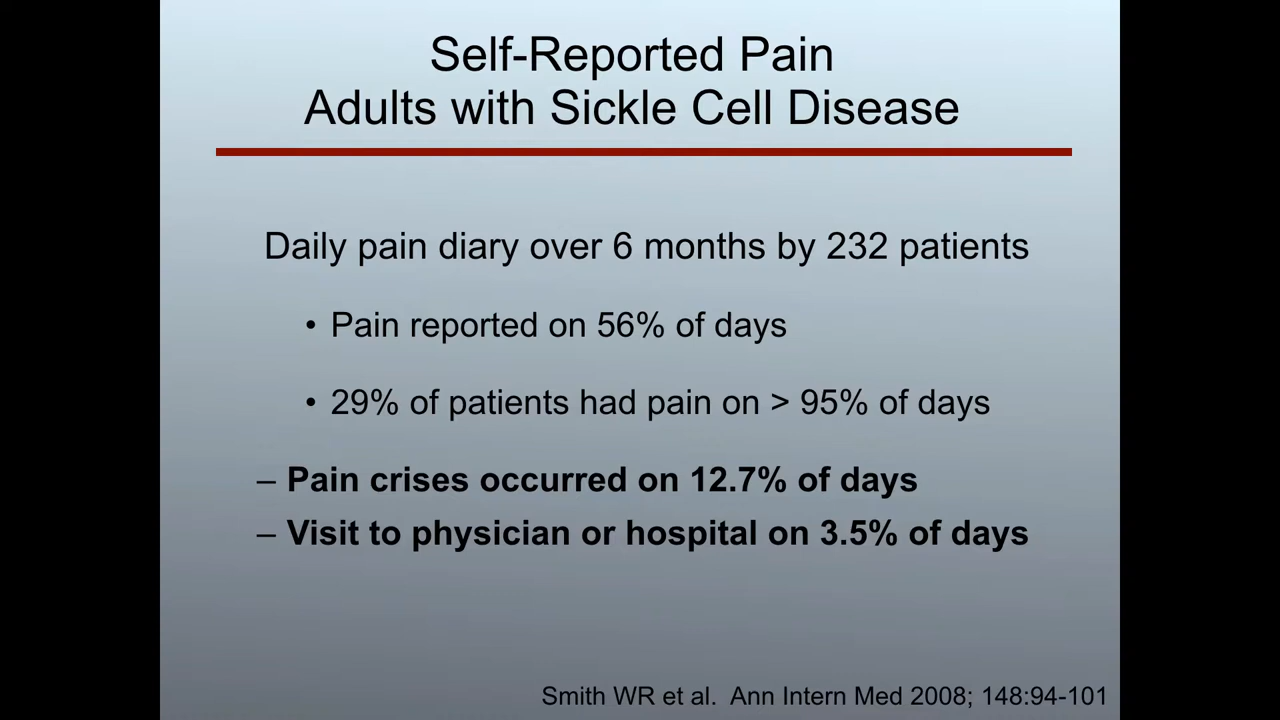 Self-Reported Pain
Adults with Sickle Cell Disease
Daily pain diary over 6 months by 232 patients
• Pain reported on 56% of days
• 29% of patients had pain on > 95% of days
– Pain crises occurred on 12.7% of days
– Visit to physician or hospital on 3.5% of days
Smith WR et al. Ann Intern Med 2008; 148:94-101